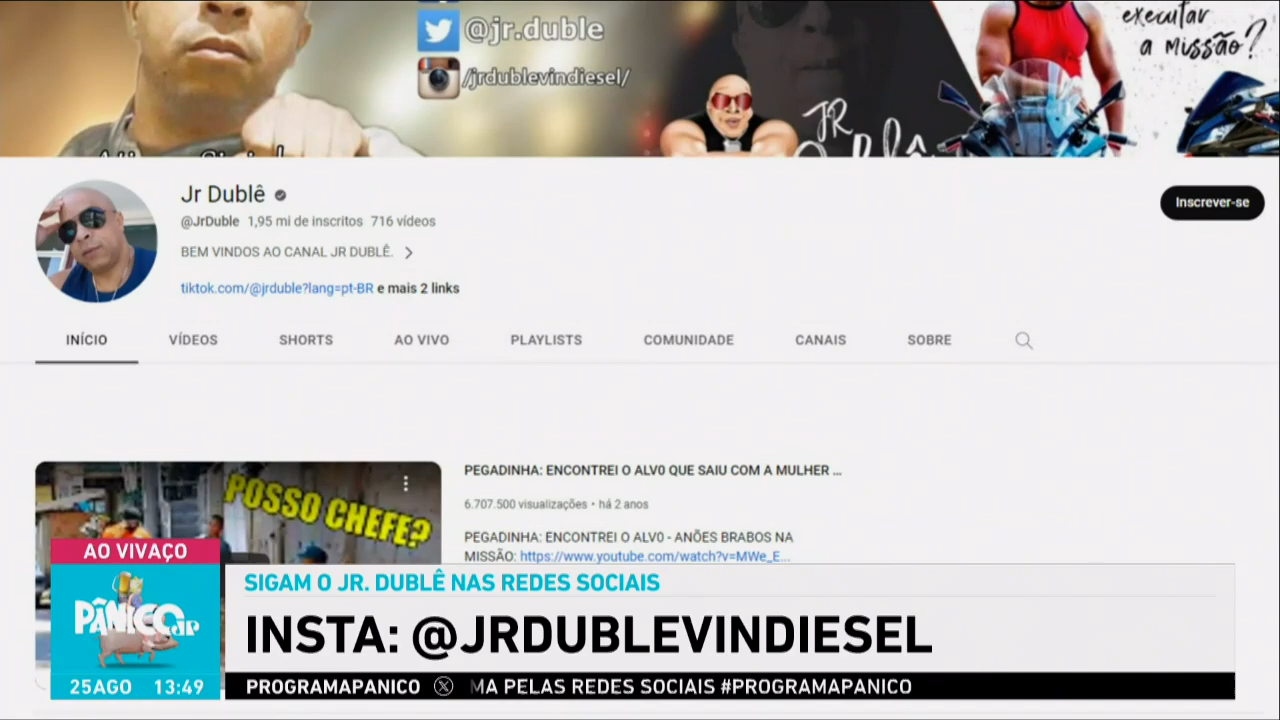 @jr.duble
/jrdublevindiesel/
executar
a missão?
JR
Jr Dublê
@JrDuble 1,95 mi de inscritos 716 vídeos
BEM VINDOS AO CANAL JR DUBLÊ. >
tiktok.com/@jrduble?lang=pt-BR e mais 2 links
Inscrever-se
INÍCIO VÍDEOS SHORTS AO VIVO PLAYLISTS COMUNIDADE CANAIS SOBRE
POSSO CHEFE?
PEGADINHA: ENCONTREI O ALV0 QUE SAIU COM A MULHER ...
6.707.500 visualizações • há 2 anos
PEGADINHA: ENCONTREI O ALV0 - ANÕES BRABOS NA
MISSÃO: https://www.youtube.com/watch?v=MWe_E...
AO VIVAÇO
PÂNICO JP
25AGO 13:49
SIGAM O JR. DUBLÊ NAS REDES SOCIAIS
INSTA: @JRDUBLEVINDIESEL
PROGRAMAPANICO X MA PELAS REDES SOCIAIS #PROGRAMAPANICO